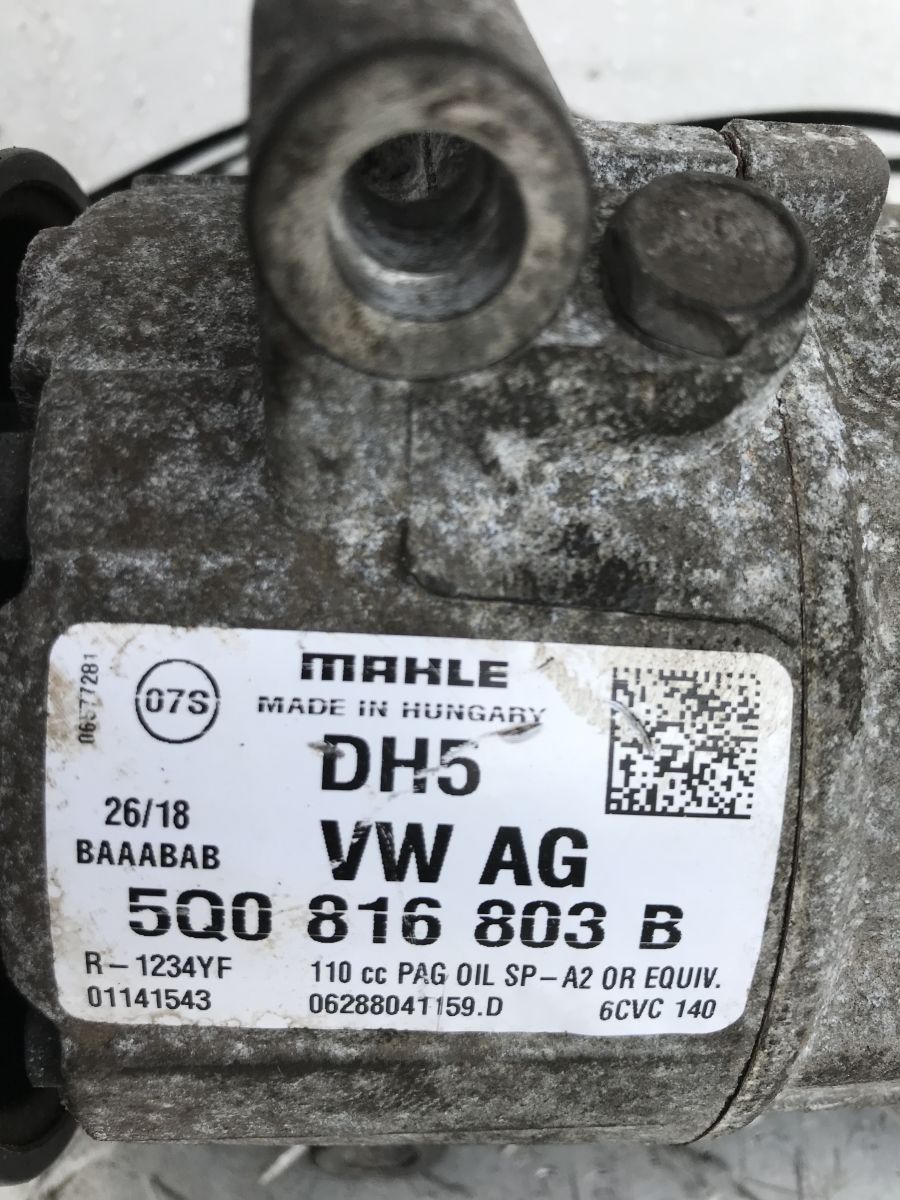 MAHLE
MADE IN HUNGARY
07S
DH5
26/18
BAAABAB
VW AG
5Q0 816 803 B
R-1234YF
110 cc PAG OIL SP-A2 OR EQUIV.
01141543
06288041159.D
6CVC 140